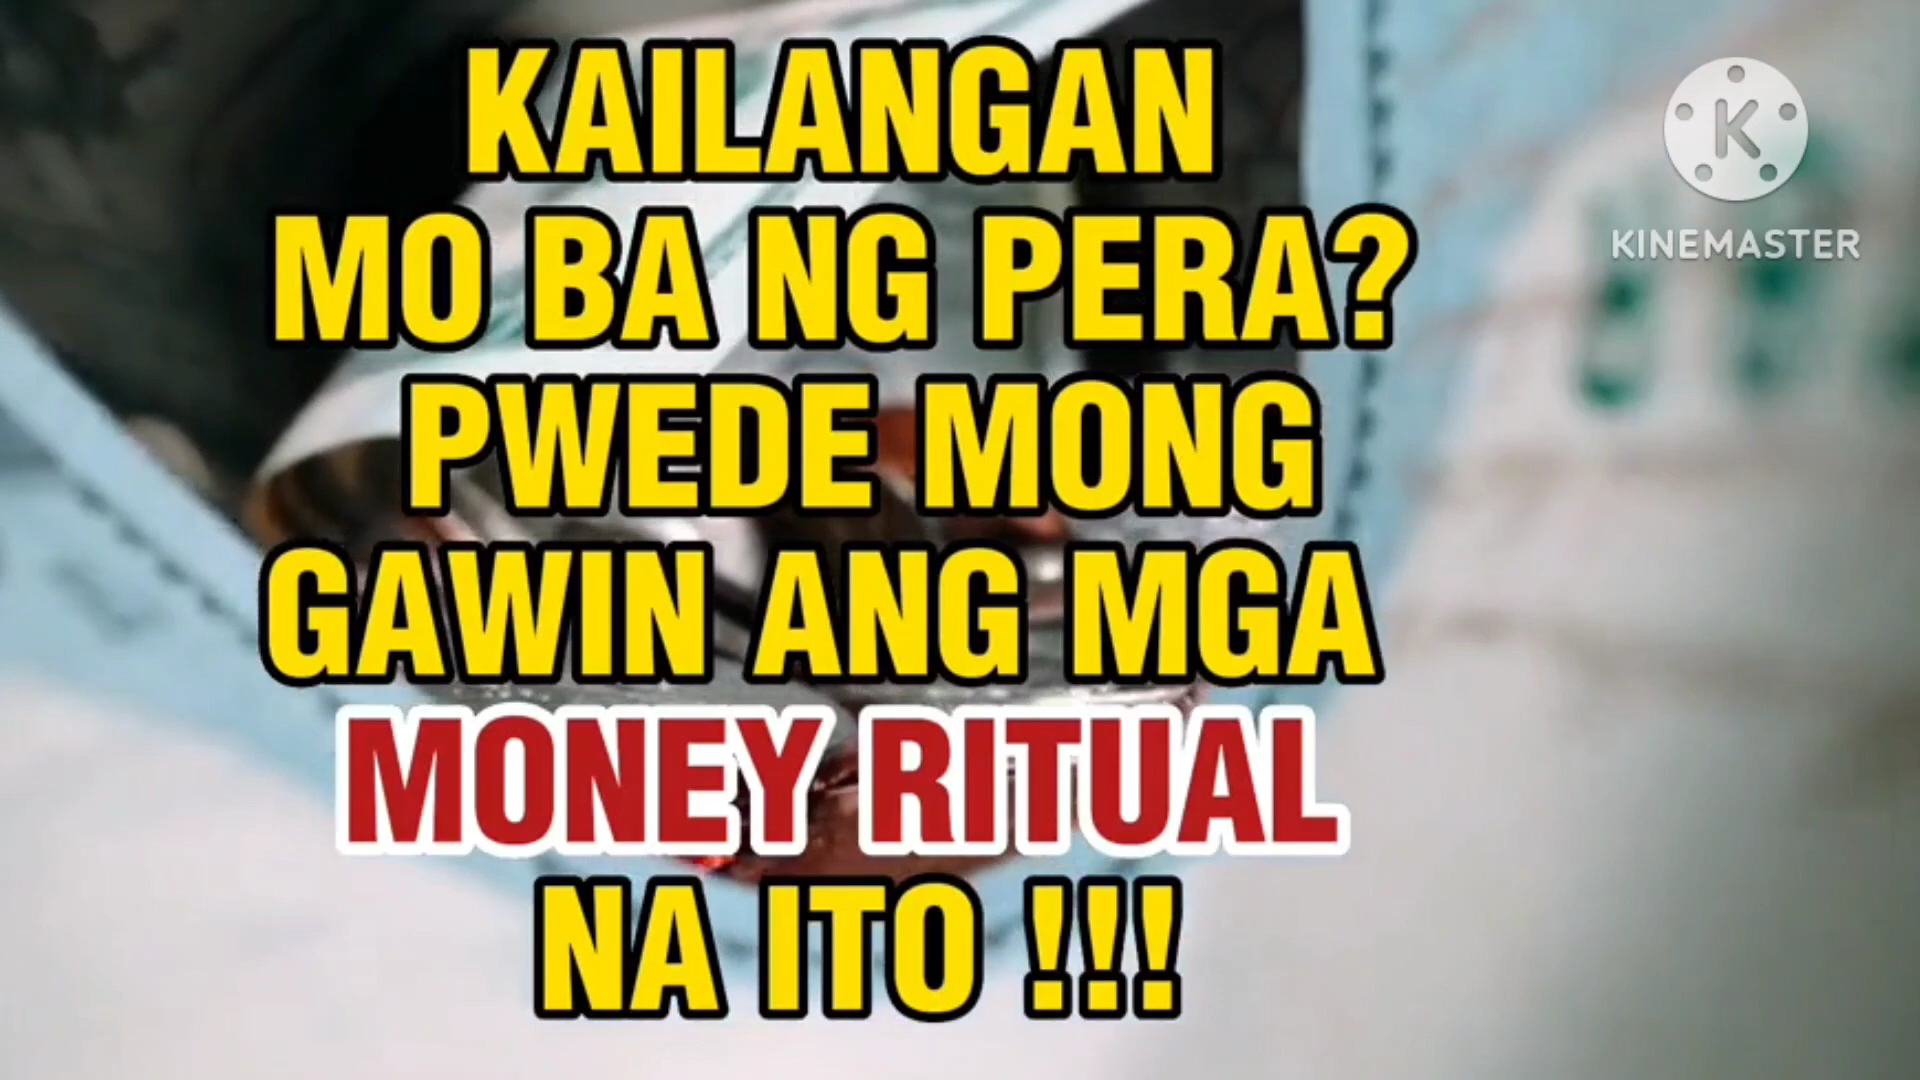 KAILANGAN
MO BA NG PERA?
PWEDE MONG
GAWIN ANG MGA
MONEY RITUAL
NA ITO !!!
K
KINEMASTER